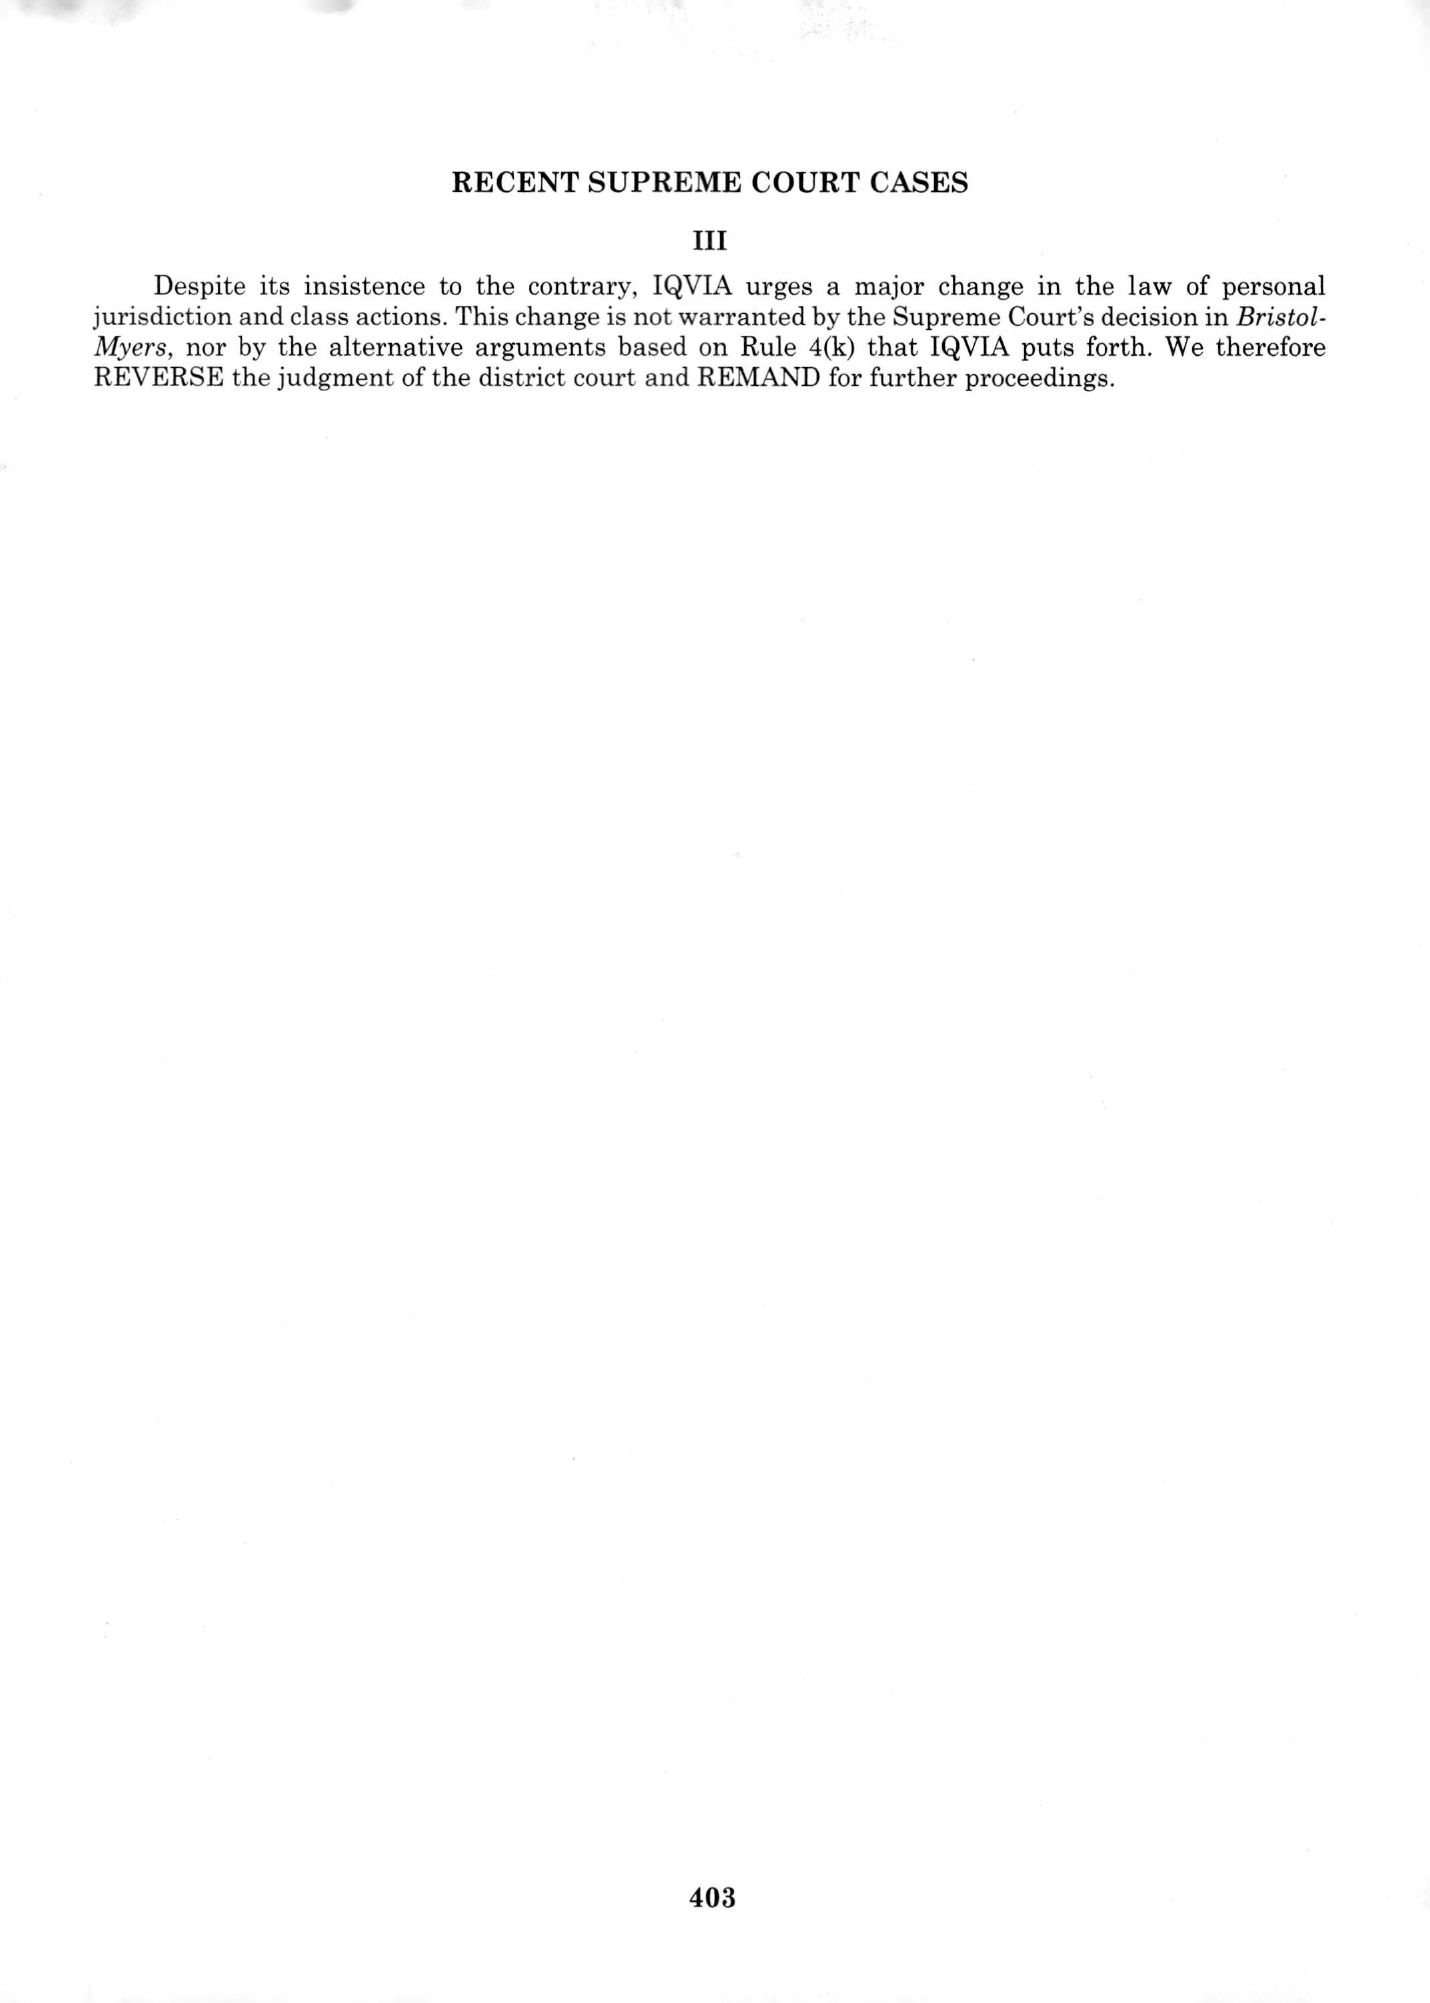 RECENT SUPREME COURT CASES
III
Despite its insistence to the contrary, IQVIA urges a major change in the law of personal
jurisdiction and class actions. This change is not warranted by the Supreme Court's decision in Bristol-
Myers, nor by the alternative arguments based on Rule 4(k) that IQVIA puts forth. We therefore
REVERSE the judgment of the district court and REMAND for further proceedings.
403